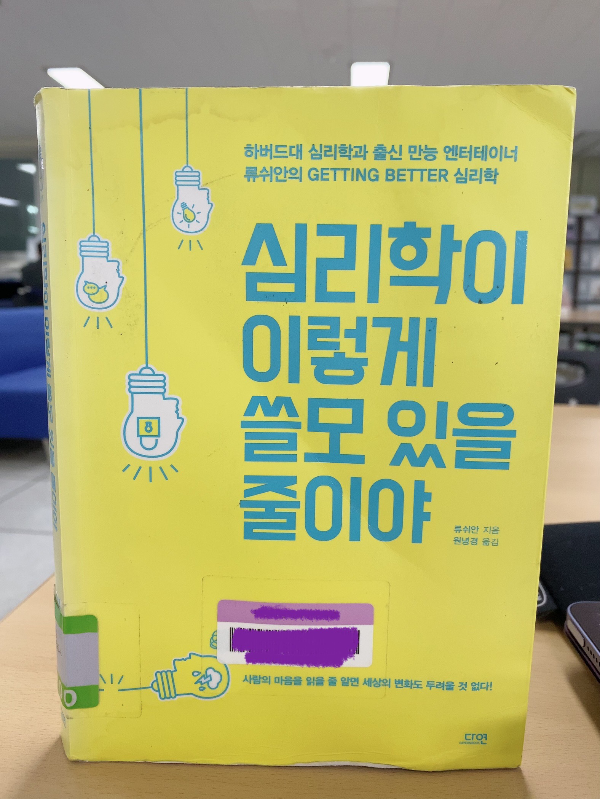 하버드대 심리학과 출신 만능 엔터테이너
류쉬안의 GETTING BETTER 심리학
심리학이
이렇게
쓸모 있을
줄이야
류쉬안 지음
원녕경 옮김
사람의 마음을 읽을 줄 알면 세상의 변화도 두려울 것 없다!
다연